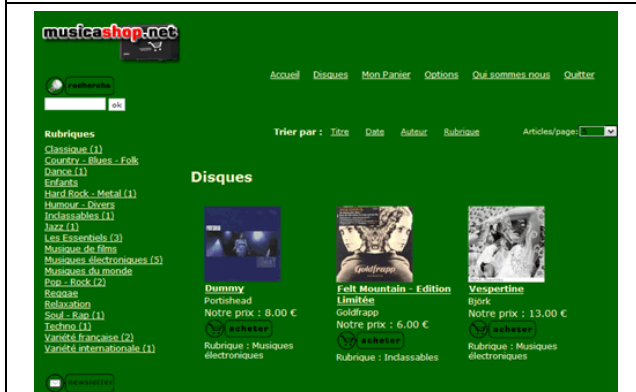 musicashop.net
recherche
ok
Accueil Disques Mon Panier Options Qui sommes nous Quitter
Trier par : Titre Date Auteur Rubrique Articles/page:
Rubriques
Classique (1)
Country - Blues - Folk
Dance (1)
Enfants
Hard Rock - Metal (1)
Humour - Divers
Inclassables (1)
Jazz (1)
Les Essentiels (3)
Musique de films
Musiques électroniques (5)
Musiques du monde
Pop - Rock (2)
Reggae
Relaxation
Soul - Rap (1)
Techno (1)
Variété française (2)
Variété internationale (1)
newsletter
Disques
Dummy
Portishead
Notre prix : 8.00 €
acheter
Rubrique : Musiques
électroniques
Goldfrapp
Felt Mountain - Edition
Limitée
Goldfrapp
Notre prix : 6.00 €
acheter
Rubrique : Inclassables
Vespertine
Björk
Notre prix : 13.00 €
acheter
Rubrique : Musiques
électroniques